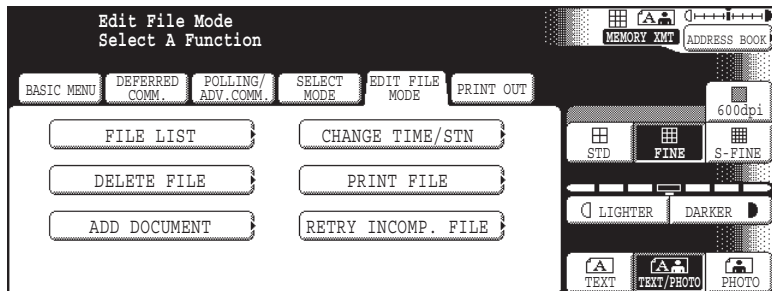 Edit File Mode
Select A Function
MEMORY XMT
ADDRESS BOOK
BASIC MENU
DEFERRED COMM.
POLLING/ ADV.COMM.
SELECT MODE
EDIT FILE MODE
PRINT OUT
600dpi
FILE LIST
CHANGE TIME/STN
STD
FINE
S-FINE
DELETE FILE
PRINT FILE
LIGHTER
DARKER
ADD DOCUMENT
RETRY INCOMP. FILE
TEXT
TEXT/PHOTO
PHOTO